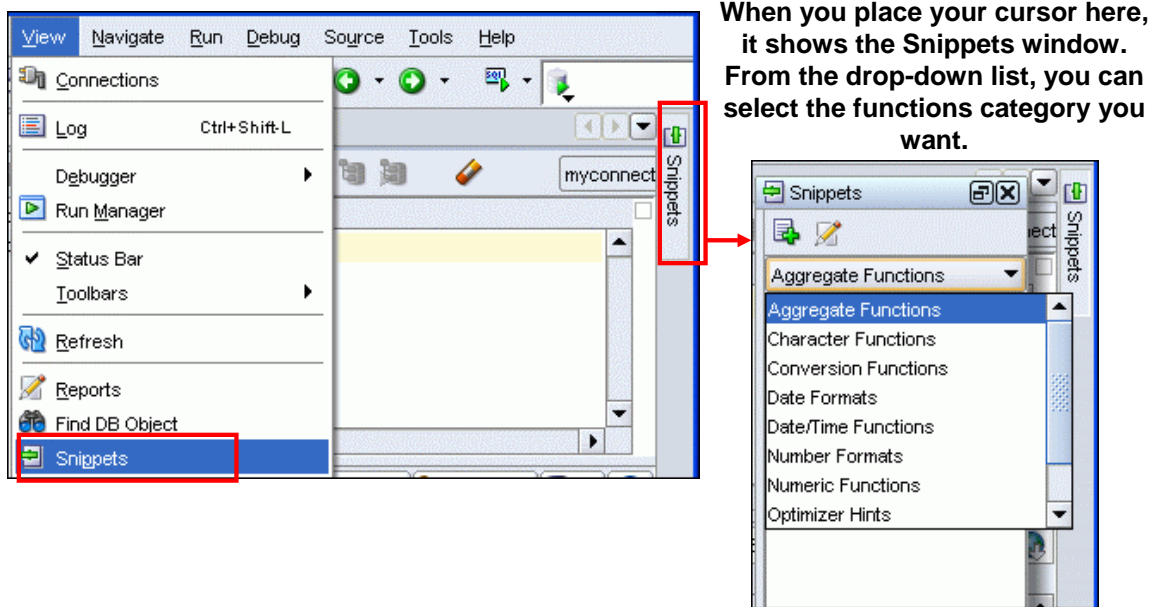 When you place your cursor here,
it shows the Snippets window.
From the drop-down list, you can
select the functions category you
want.
View Navigate Run Debug Source Tools Help
Connections
Log Ctrl+Shift-L
Debugger
Run Manager
Status Bar
Toolbars
Refresh
Reports
Find DB Object
Snippets
SQL
myconnect
Snippets
Snippets
Aggregate Functions
Aggregate Functions
Character Functions
Conversion Functions
Date Formats
Date/Time Functions
Number Formats
Numeric Functions
Optimizer Hints
ect
Snippets